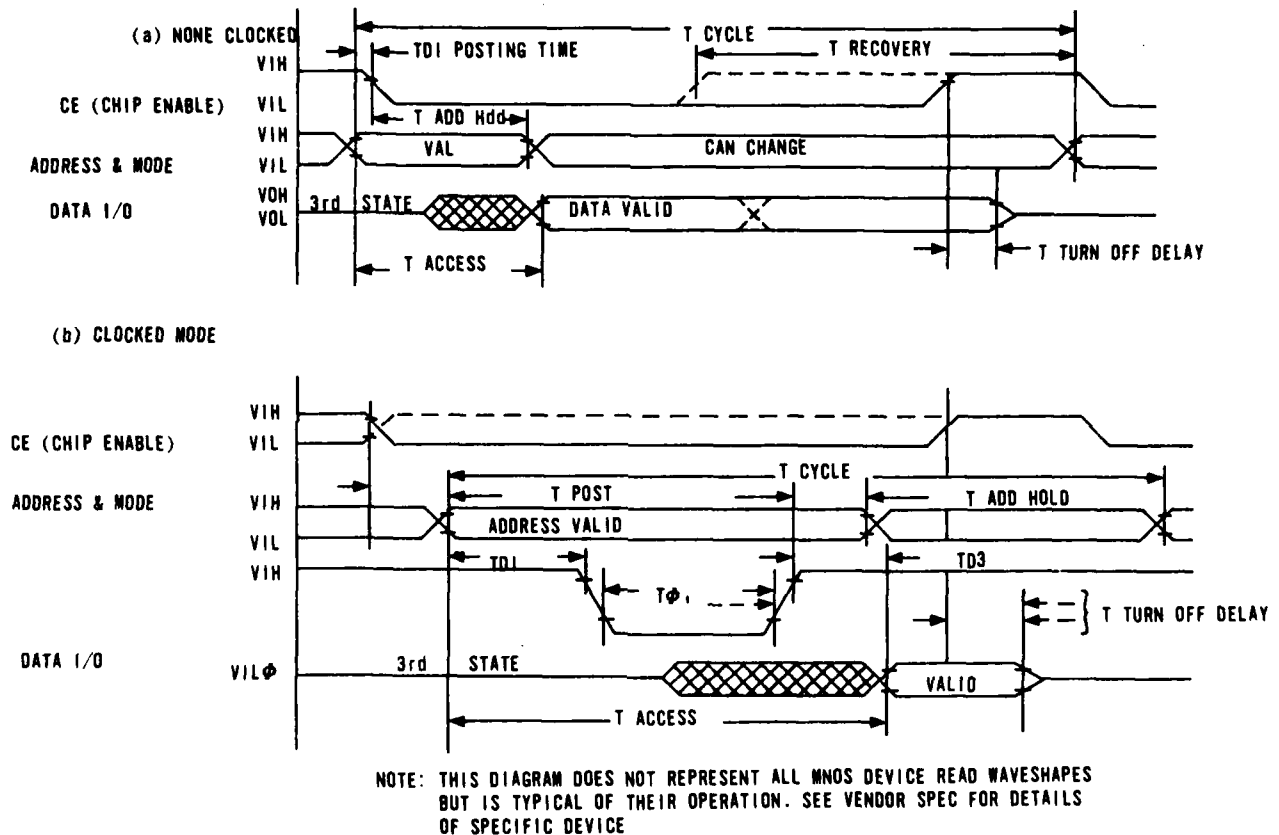 (a) NONE CLOCKED
T CYCLE
TD1 POSTING TIME
T RECOVERY
VIH
CE (CHIP ENABLE)
VIL
T ADD Hdd
VIH
VAL
CAN CHANGE
ADDRESS & MODE
VIL
DATA I/O
VOH
VOL
3rd STATE
DATA VALID
T ACCESS
T TURN OFF DELAY
(b) CLOCKED MODE
VIH
CE (CHIP ENABLE)
VIL
T CYCLE
ADDRESS & MODE
VIH
T POST
T ADD HOLD
ADDRESS VALID
VIL
VIH
TD1
TD3
TΦ1
T TURN OFF DELAY
DATA I/O
VILΦ
3rd STATE
VALID
T ACCESS
NOTE: THIS DIAGRAM DOES NOT REPRESENT ALL MNOS DEVICE READ WAVESHAPES
BUT IS TYPICAL OF THEIR OPERATION. SEE VENDOR SPEC FOR DETAILS
OF SPECIFIC DEVICE